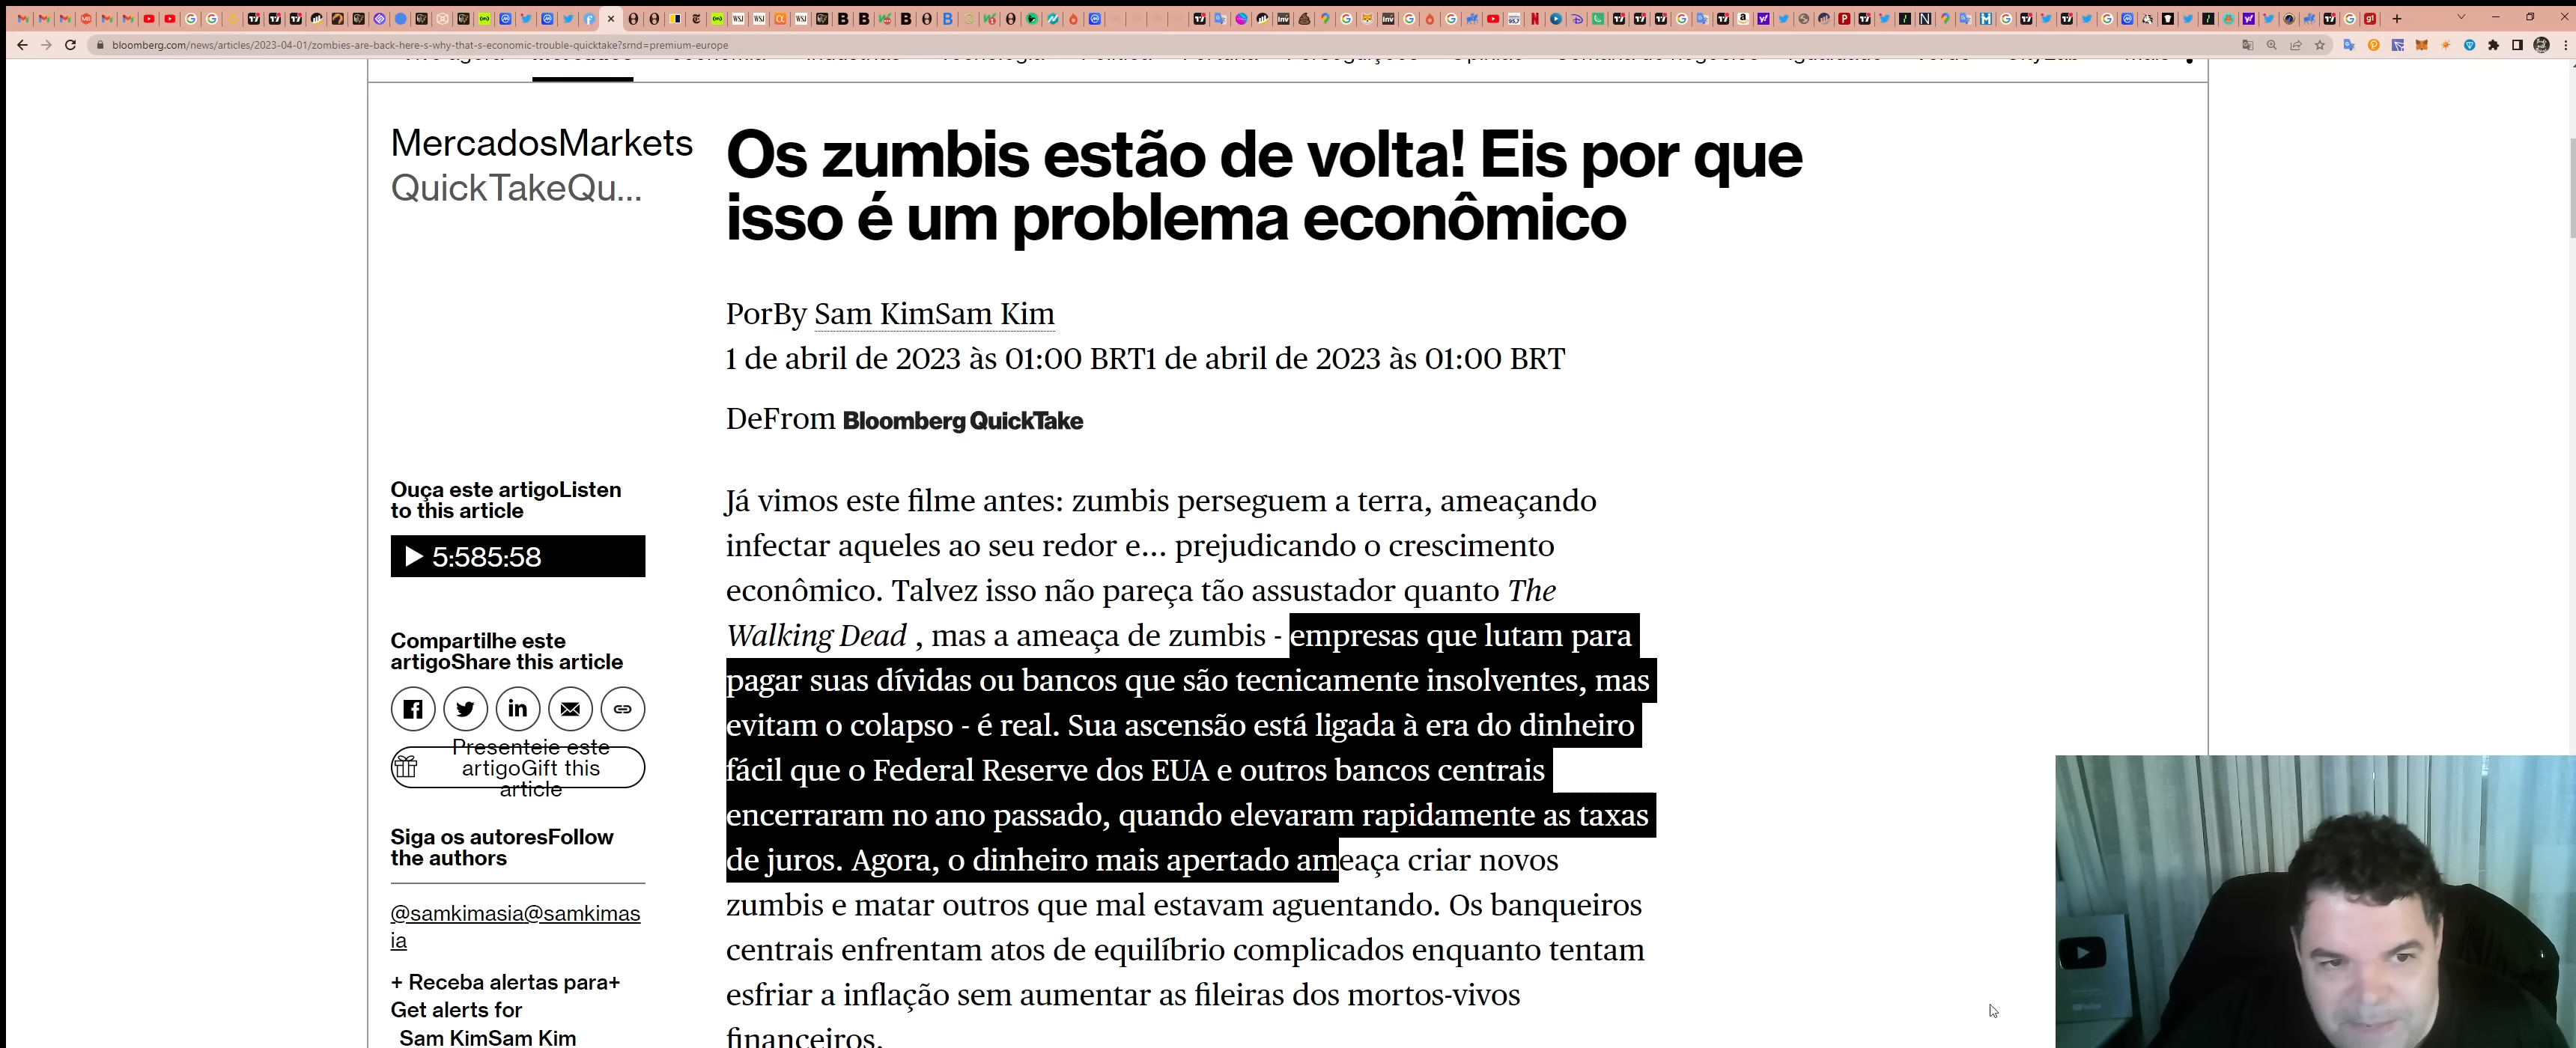 bloomberg.com/news/articles/2023-04-01/zombies-are-back-here-s-why-that-s-economic-trouble-quicktake?srnd=premium-europe
MercadosMarkets
QuickTakeQu...
Os zumbis estão de volta! Eis por que
isso é um problema econômico
PorBy Sam KimSam Kim
1 de abril de 2023 às 01:00 BRT1 de abril de 2023 às 01:00 BRT
DeFrom Bloomberg QuickTake
Ouça este artigoListen
to this article
5:585:58
Compartilhe este
artigoShare this article
Presenteie este
artigoGift this
article
Siga os autoresFollow
the authors
@samkimasia@samkimas
ia
+ Receba alertas para+
Get alerts for
Sam KimSam Kim
Já vimos este filme antes: zumbis perseguem a terra, ameaçando
infectar aqueles ao seu redor e... prejudicando o crescimento
econômico. Talvez isso não pareça tão assustador quanto The
Walking Dead , mas a ameaça de zumbis - empresas que lutam para
pagar suas dívidas ou bancos que são tecnicamente insolventes, mas
evitam o colapso - é real. Sua ascensão está ligada à era do dinheiro
fácil que o Federal Reserve dos EUA e outros bancos centrais
encerraram no ano passado, quando elevaram rapidamente as taxas
de juros. Agora, o dinheiro mais apertado ameaça criar novos
zumbis e matar outros que mal estavam aguentando. Os banqueiros
centrais enfrentam atos de equilíbrio complicados enquanto tentam
esfriar a inflação sem aumentar as fileiras dos mortos-vivos
financeiros.